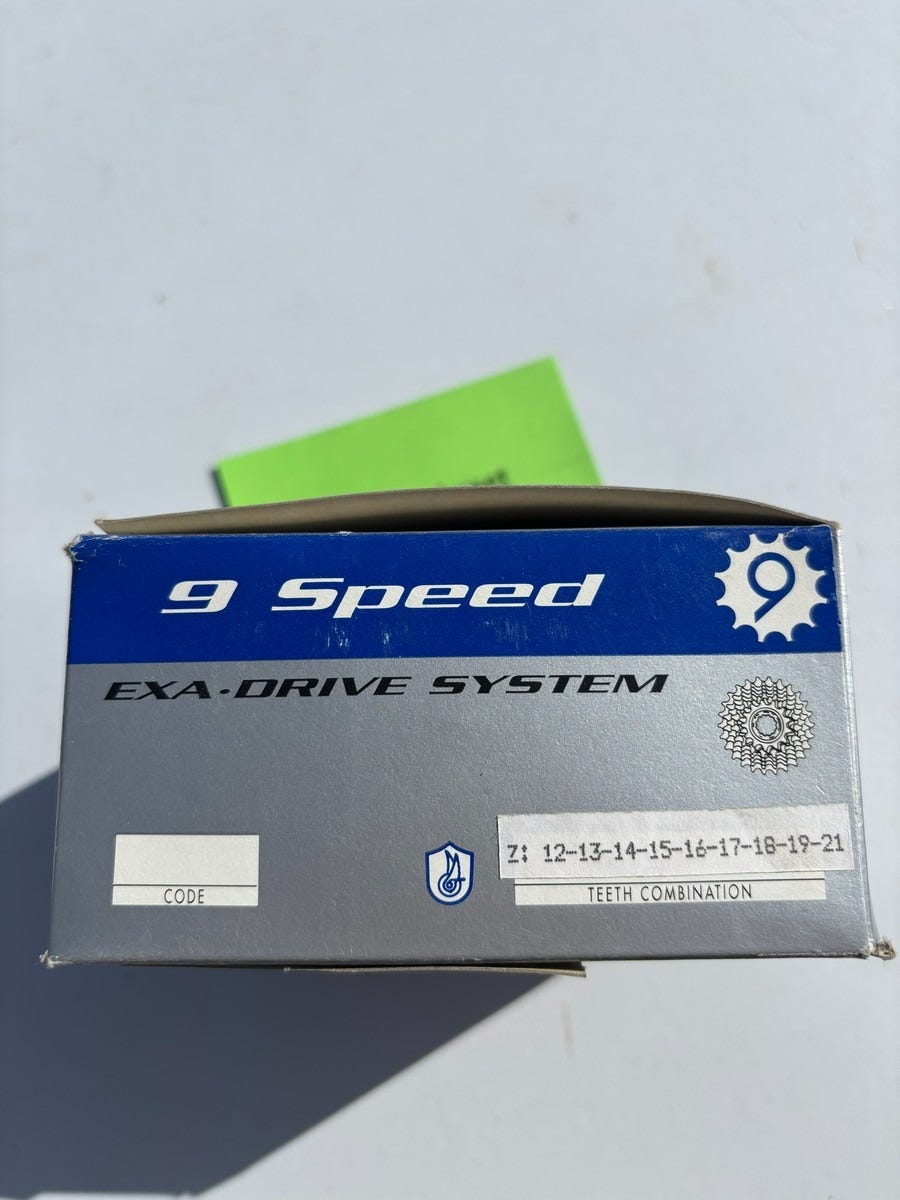 9 Speed
9
EXA·DRIVE SYSTEM
Z: 12-13-14-15-16-17-18-19-21
CODE
TEETH COMBINATION